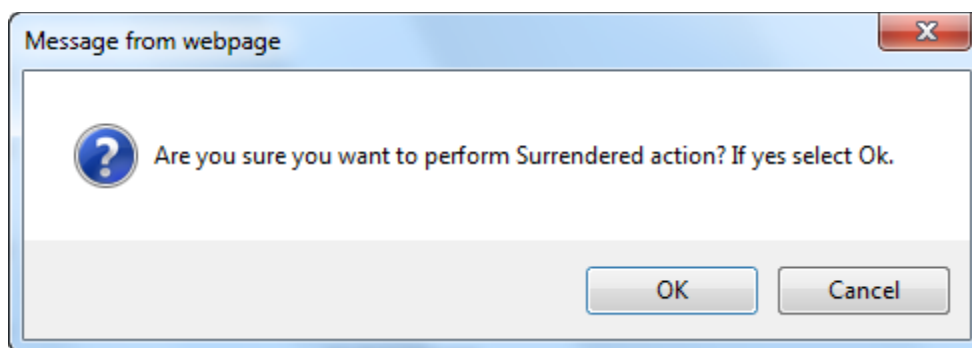 Message from webpage
Are you sure you want to perform Surrendered action? If yes select Ok.
OK
Cancel